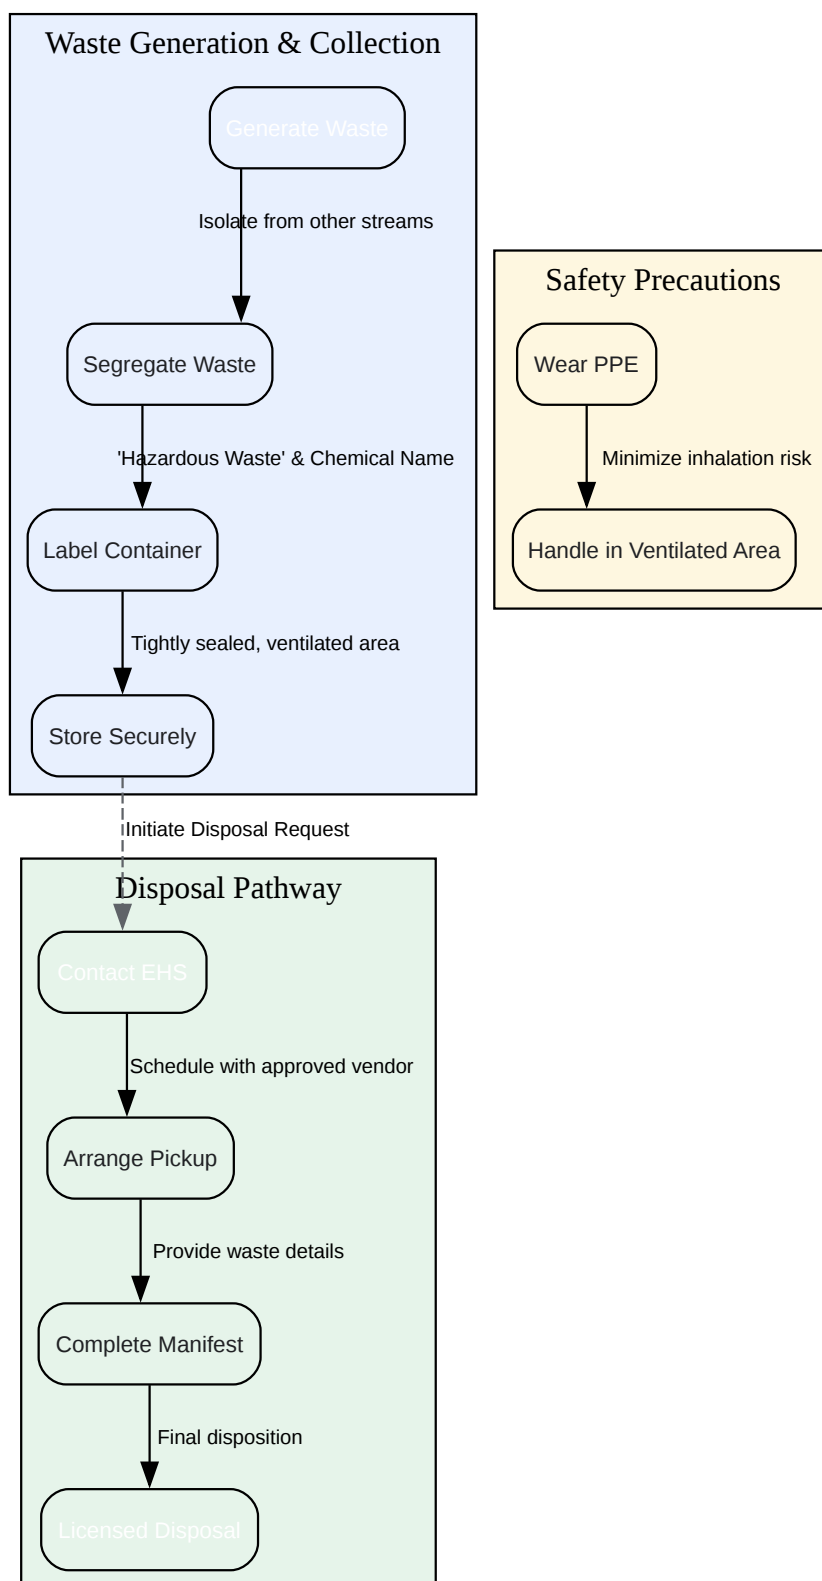 Waste Generation & Collection
Generate Waste
Isolate from other streams
Segregate Waste
'Hazardous Waste' & Chemical Name
Label Container
Tightly sealed, ventilated area
Store Securely
Initiate Disposal Request
Safety Precautions
Wear PPE
Minimize inhalation risk
Handle in Ventilated Area
Disposal Pathway
Contact EHS
Schedule with approved vendor
Arrange Pickup
Provide waste details
Complete Manifest
Final disposition
Licensed Disposal